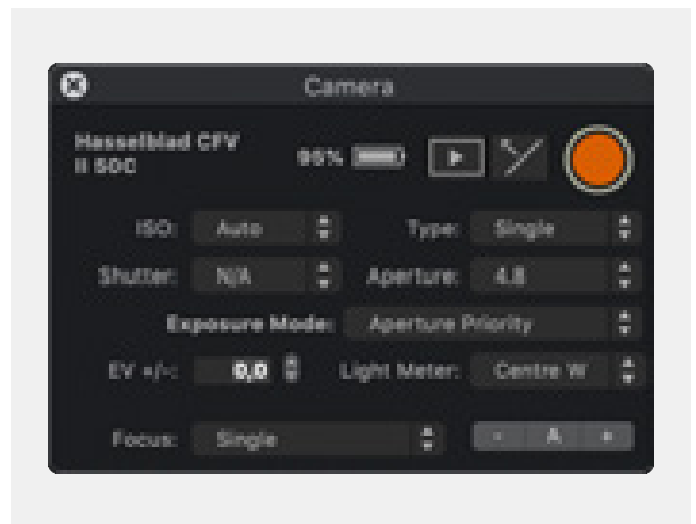 Camera
Hasselblad CFV
II 50C
95%
ISO: Auto Type: Single
Shutter: N/A Aperture: 4.8
Exposure Mode: Aperture Priority
EV +/-: 0,0 Light Meter: Centre W
Focus: Single - A +